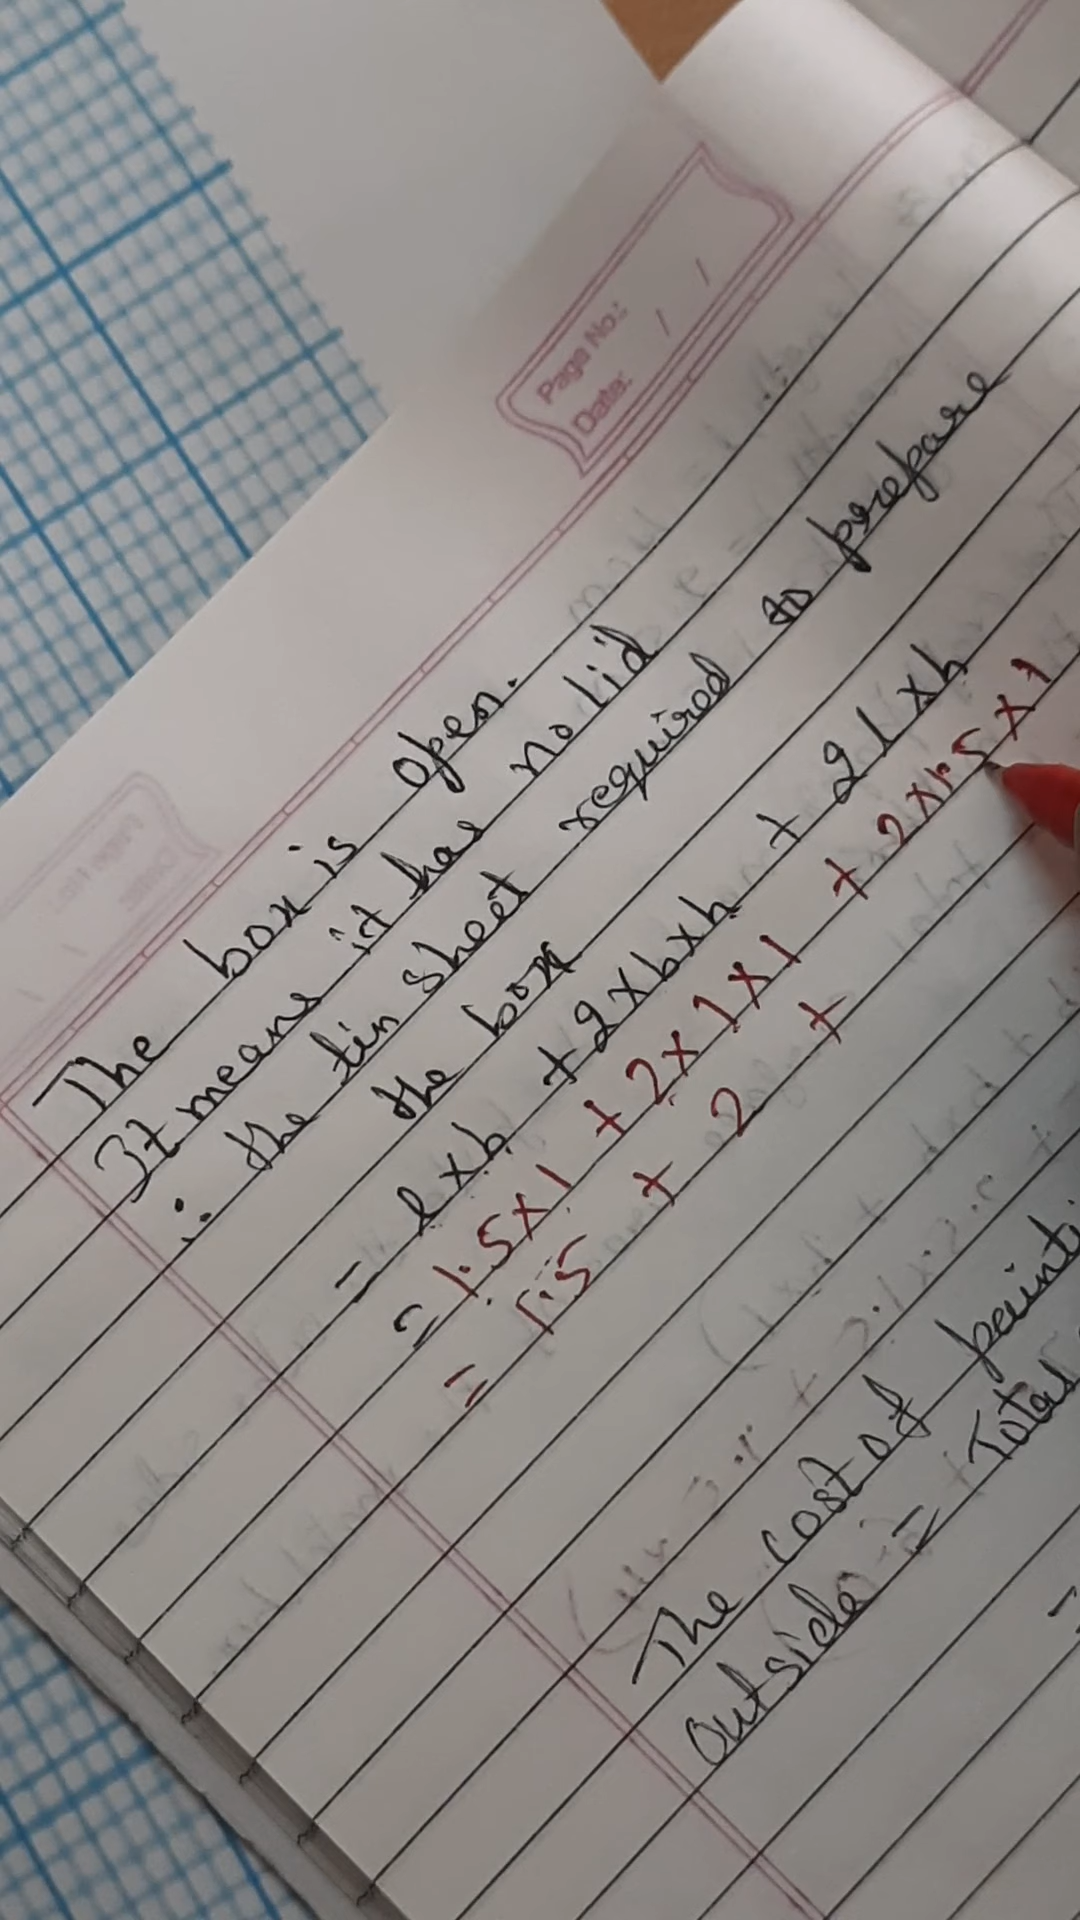 Page No.:
Date: / /
The box is open.
It means it has no lid
∴ the tin sheet required to prepare
the box
= l x b + 2 x b x h + 2 l x h
= 1.5 x 1 + 2 x 1 x 1 + 2 x 1.5 x 1
= 1.5 + 2 +
The cost of
outside = Total